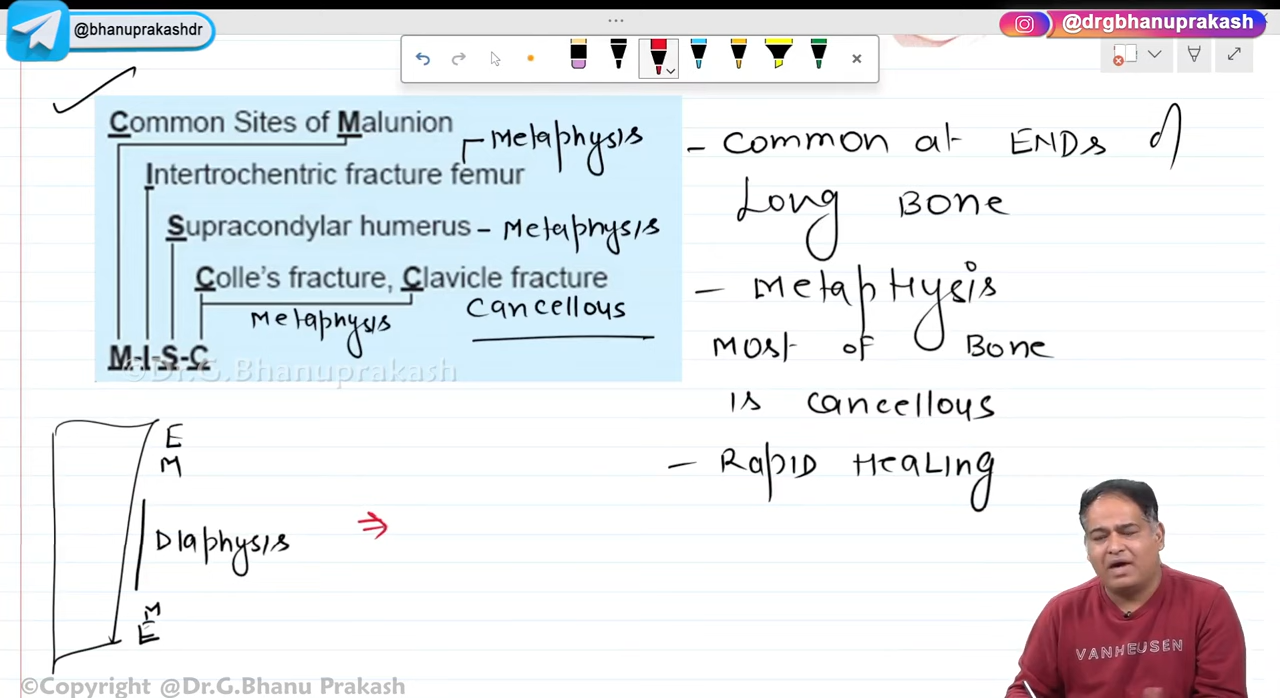 @bhanuprakashdr
@drgbhanuprakash
Common Sites of Malunion
Metaphysis
Intertrochentric fracture femur
Supracondylar humerus - Metaphysis
Colle's fracture, Clavicle fracture
Metaphysis
Cancellous
M-I-S-C
©Dr.G.Bhanuprakash
- Common at ENDs of
Long Bone
- Metaphysis
Most of Bone
is cancellous
- Rapid Healing
E
M
Diaphysis
M
E
VANHEUSEN
©Copyright @Dr.G.Bhanu Prakash